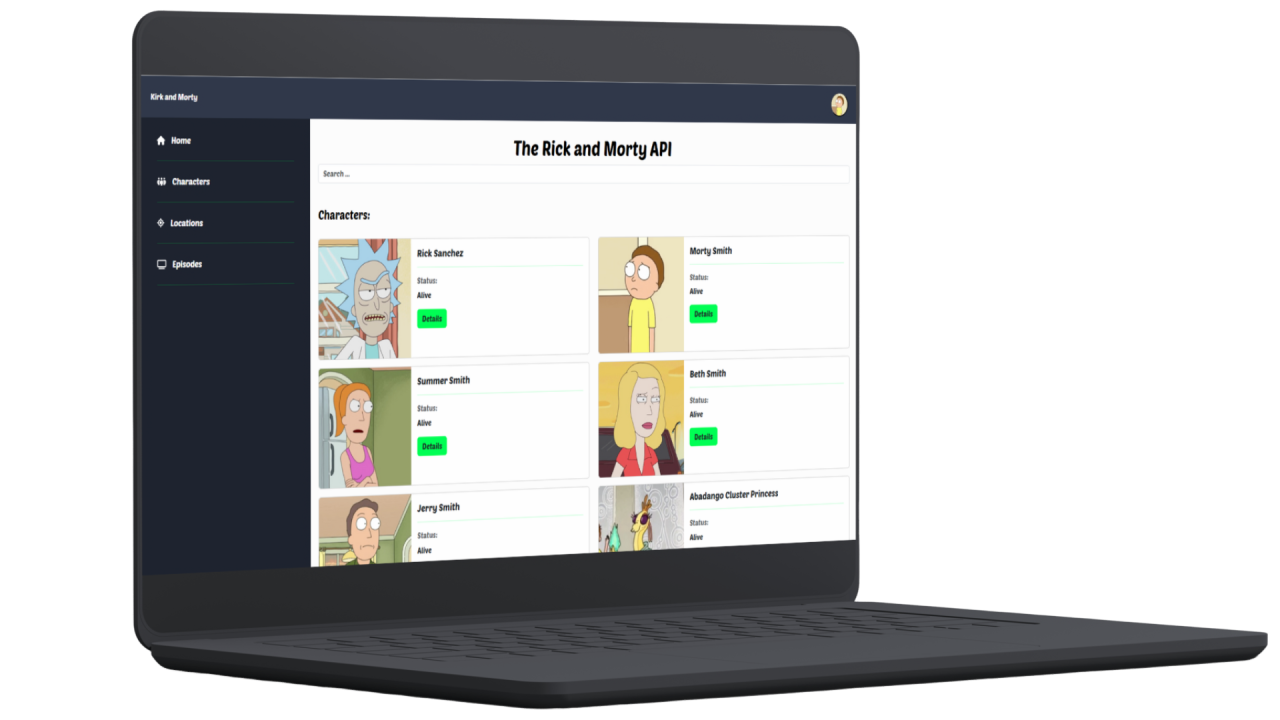 Kirk and Morty
Home
Characters
Locations
Episodes
The Rick and Morty API
Search ...
Characters:
Rick Sanchez
Status:
Alive
Details
Morty Smith
Status:
Alive
Details
Summer Smith
Status:
Alive
Details
Beth Smith
Status:
Alive
Details
Jerry Smith
Status:
Alive
Abadango Cluster Princess
Status:
Alive